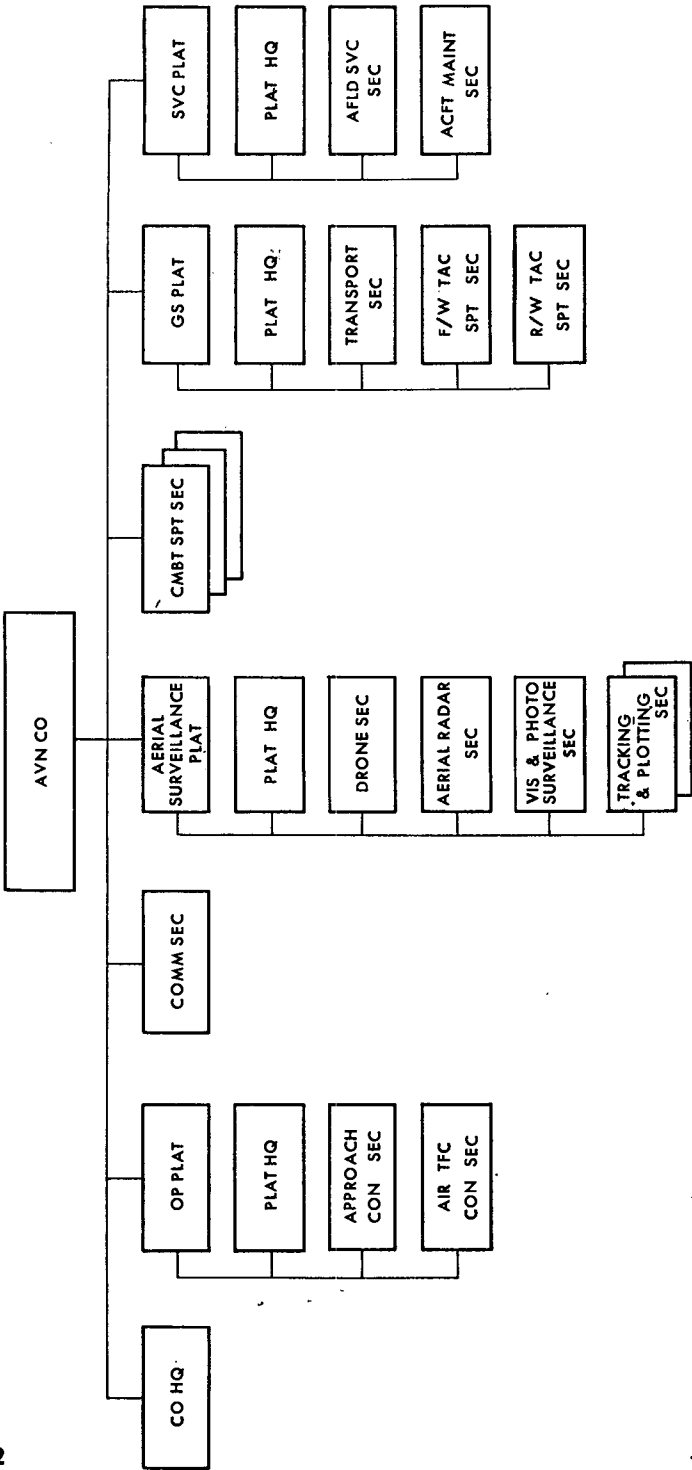 AVN CO
CO HQ
OP PLAT
PLAT HQ
APPROACH
CON SEC
AIR TFC
CON SEC
COMM SEC
AERIAL
SURVEILLANCE
PLAT
PLAT HQ
DRONE SEC
AERIAL RADAR
SEC
VIS & PHOTO
SURVEILLANCE
SEC
TRACKING
& PLOTTING
SEC
CMBT SPT SEC
GS PLAT
PLAT HQ
TRANSPORT
SEC
F/W TAC
SPT SEC
R/W TAC
SPT SEC
SVC PLAT
PLAT HQ
AFLD SVC
SEC
ACFT MAINT
SEC